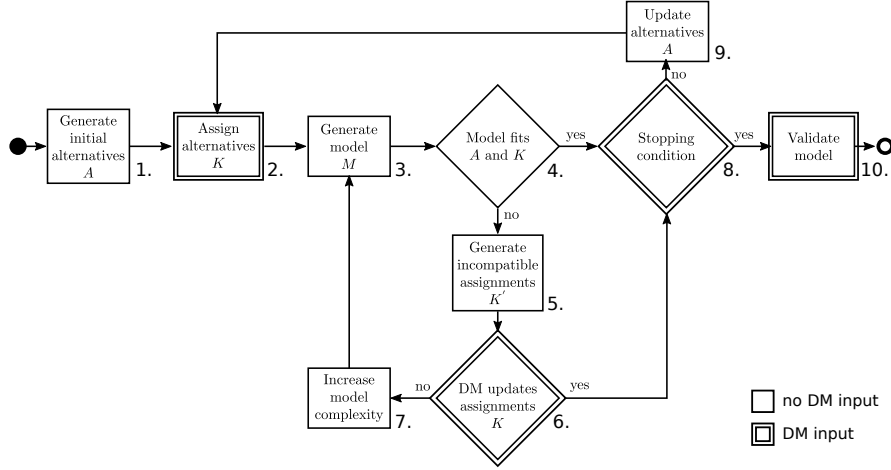 Generate
initial
alternatives
A
1.
Assign
alternatives
K
2.
Generate
model
M
3.
Model fits
A and K
4.
yes
no
Generate
incompatible
assignments
K′
5.
DM updates
assignments
K
6.
no
yes
Increase
model
complexity
7.
Stopping
condition
8.
no
yes
Update
alternatives
A
9.
Validate
model
10.
no DM input
DM input